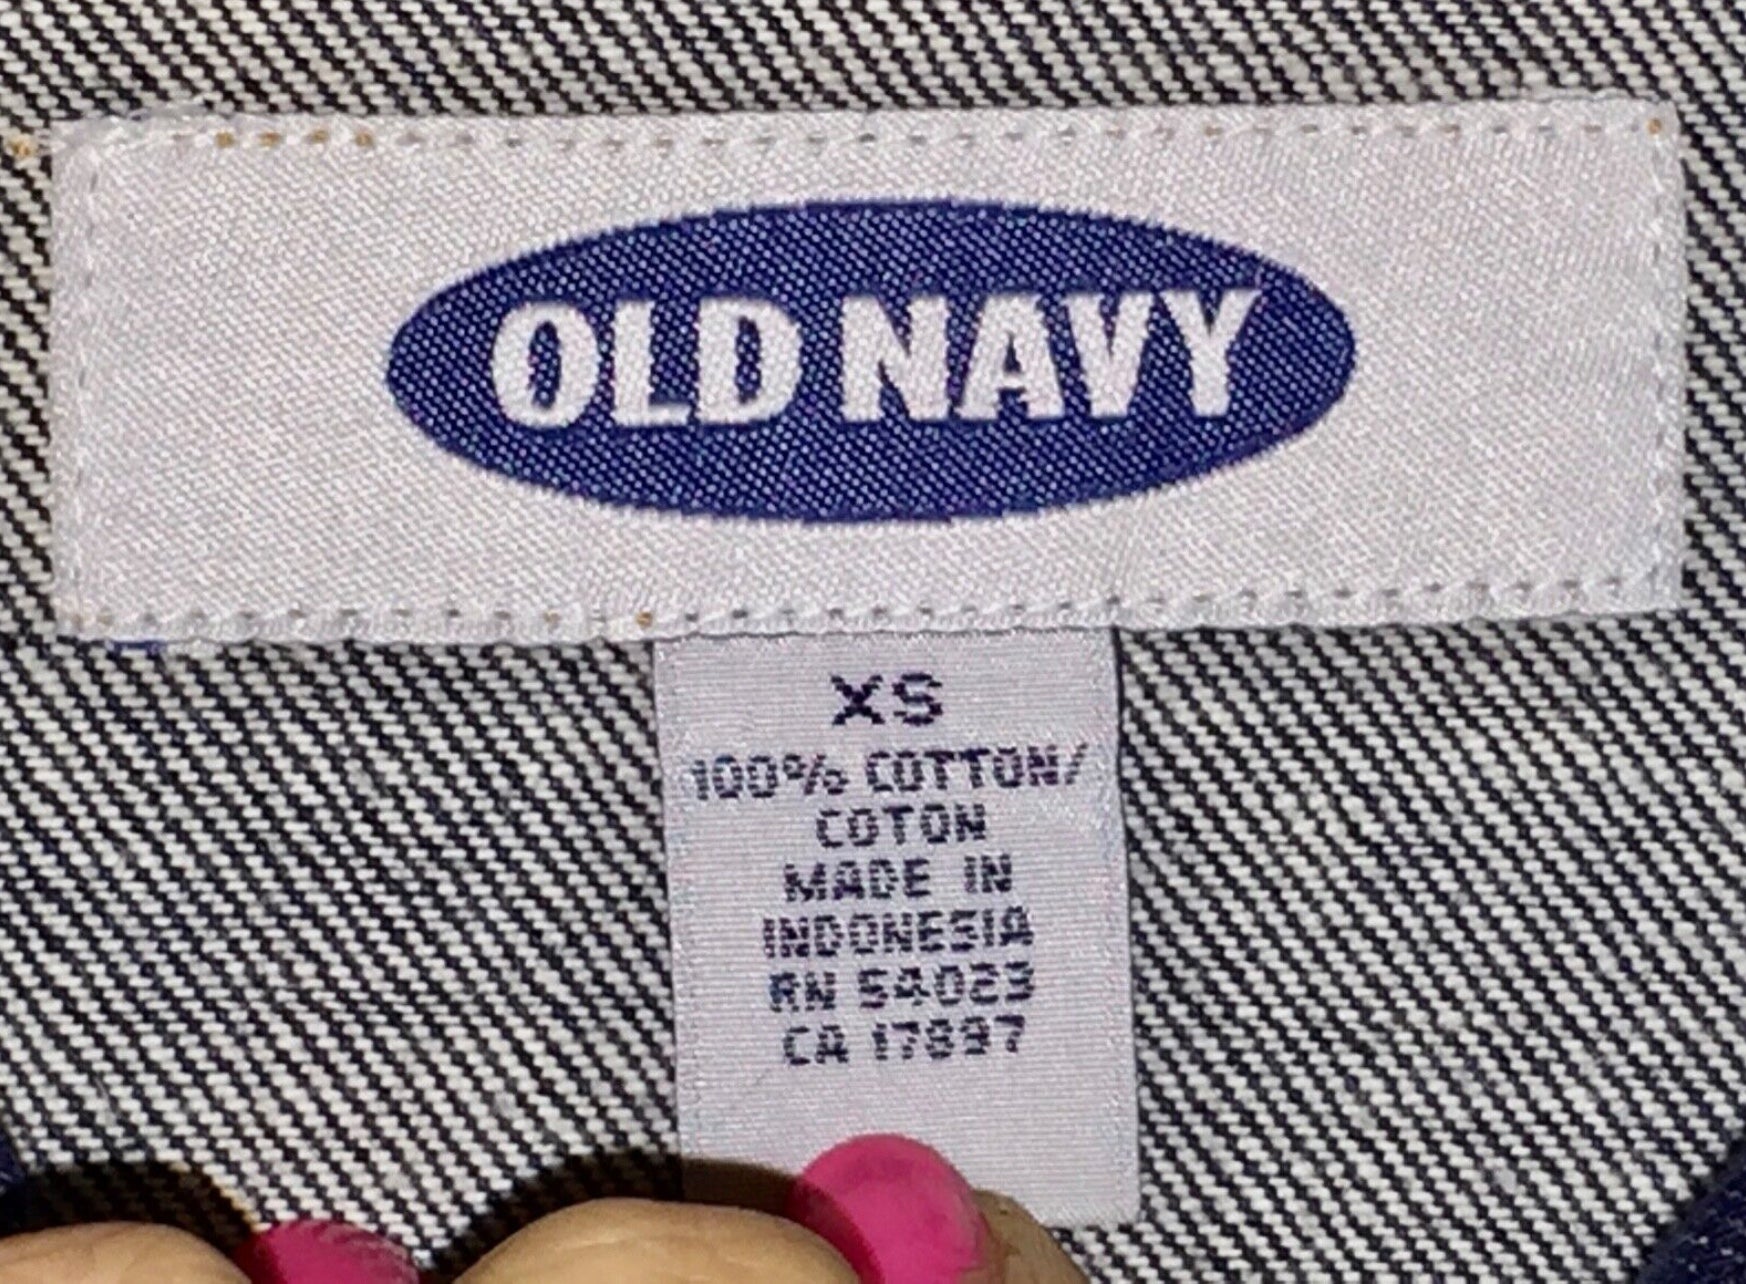 OLD NAVY
XS
100% COTTON/
COTON
MADE IN
INDONESIA
RN 54023
CA 17897